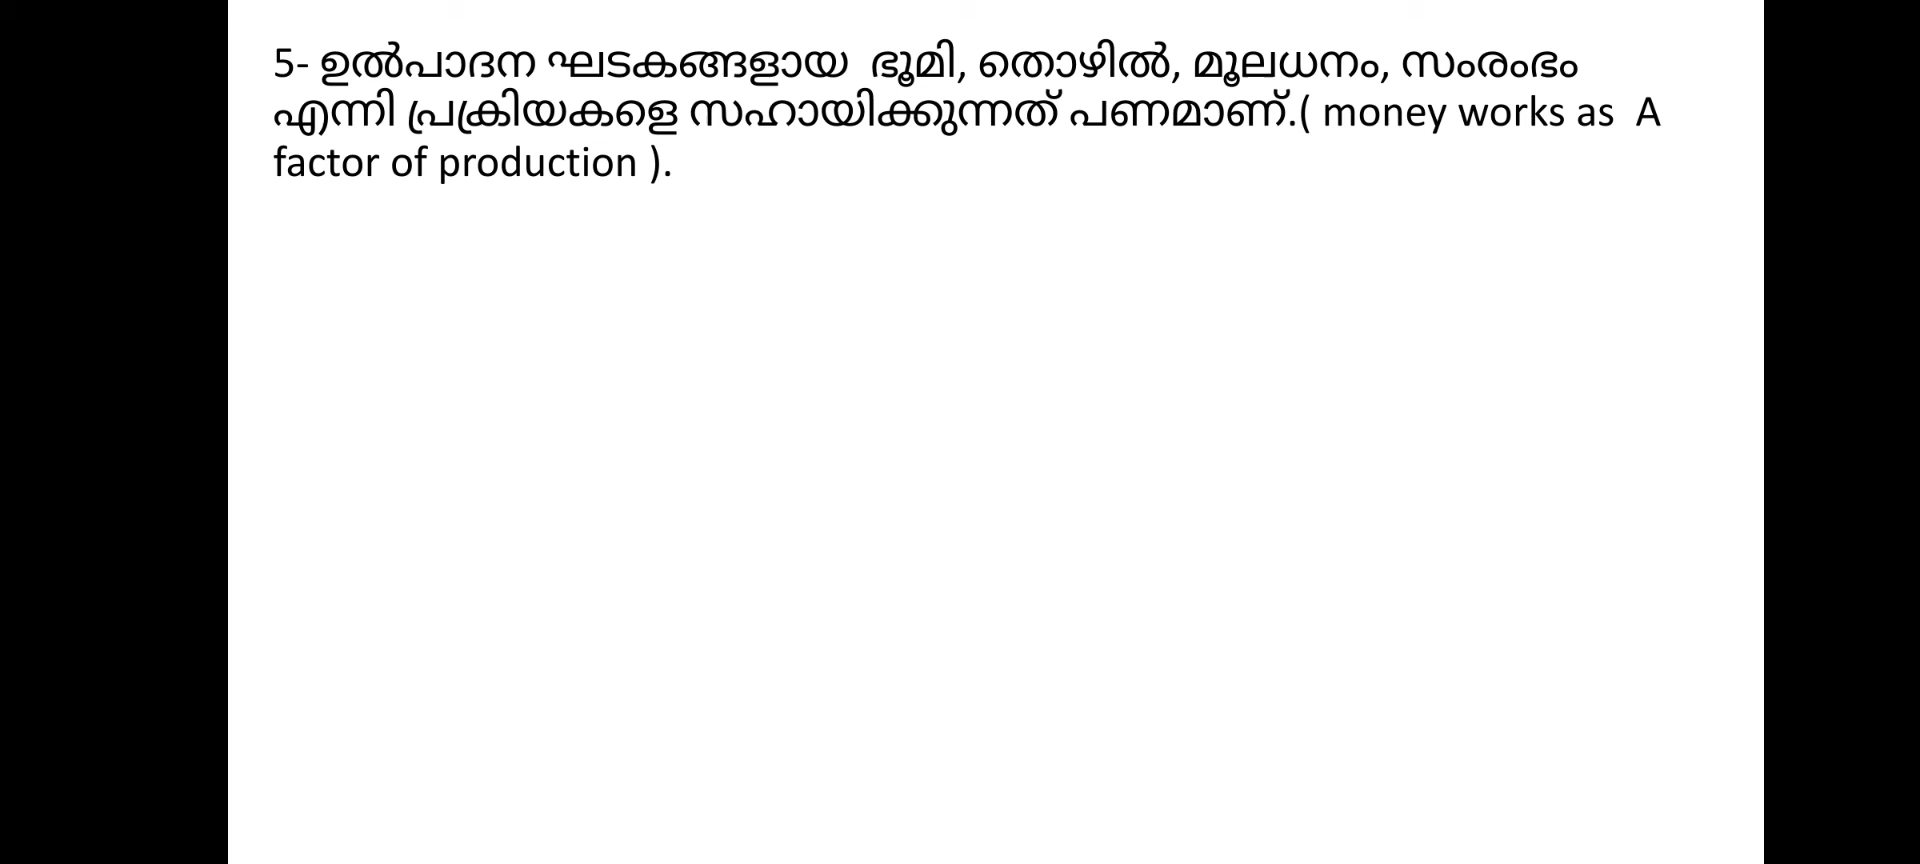 5- ഉൽപാദന ഘടകങ്ങളായ  ഭൂമി, തൊഴിൽ, മൂലധനം, സംരംഭം
എന്നി പ്രക്രിയകളെ സഹായിക്കുന്നത് പണമാണ്.( money works as  A
factor of production ).